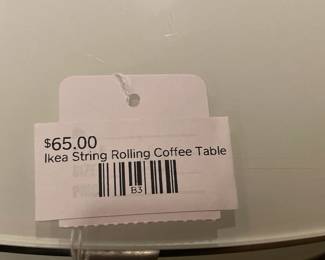 $65.00
Ikea String Rolling Coffee Table
B3